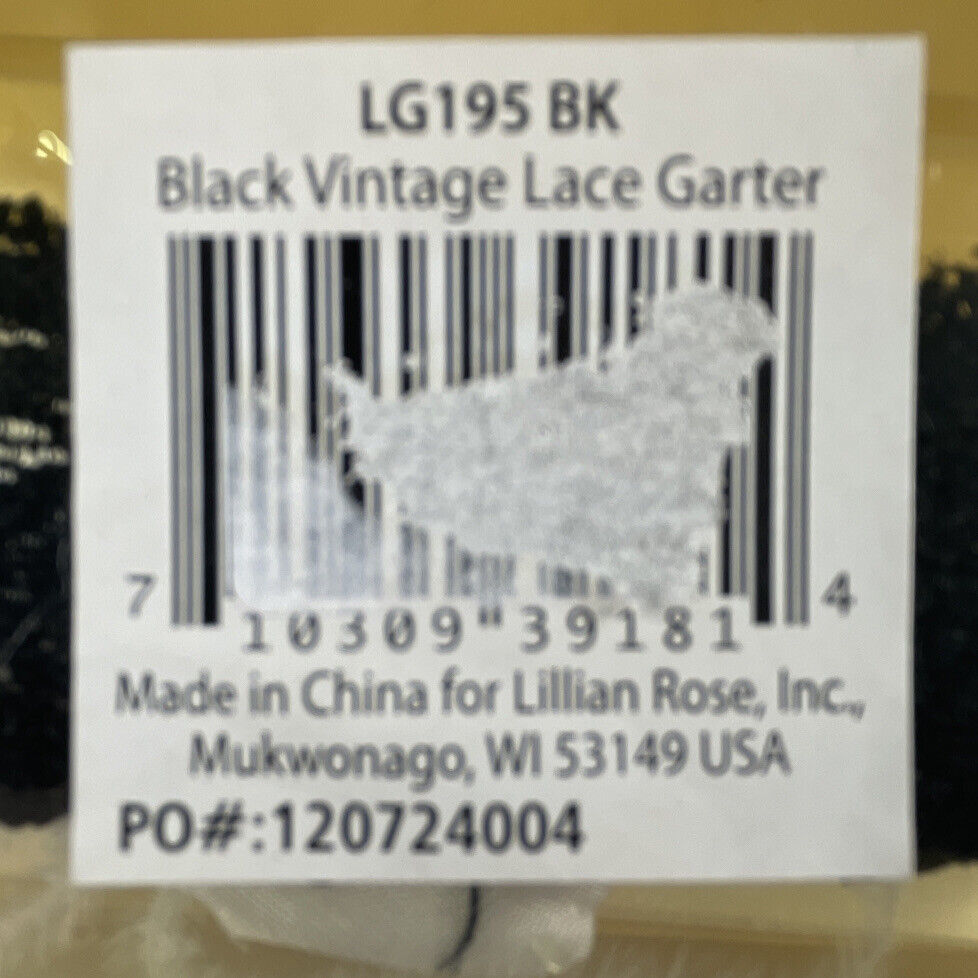 LG195 BK
Black Vintage Lace Garter
7 10309"39181 4
Made in China for Lillian Rose, Inc.,
Mukwonago, WI 53149 USA
PO#:120724004